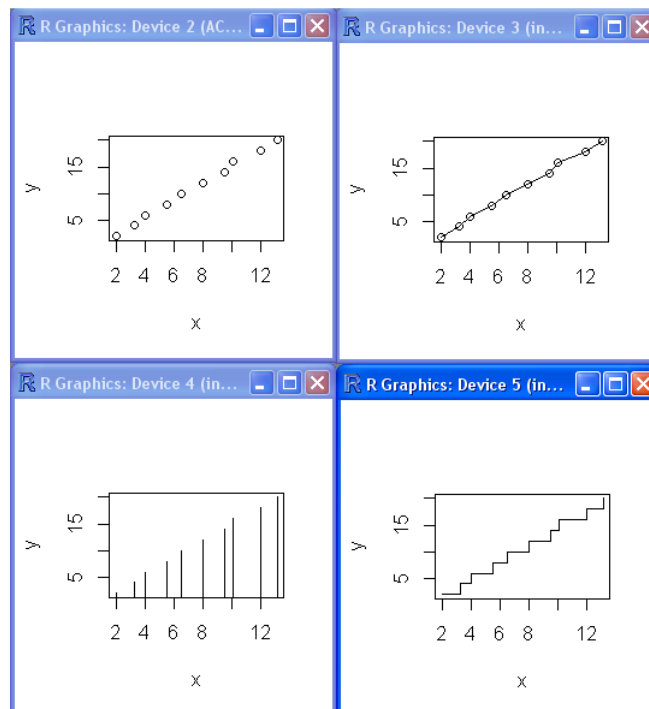 R Graphics: Device 2 (AC...
y
15
5
2 4 6 8 12
x
R Graphics: Device 3 (in...
y
15
5
2 4 6 8 12
x
R Graphics: Device 4 (in...
y
15
5
2 4 6 8 12
x
R Graphics: Device 5 (in...
y
15
5
2 4 6 8 12
x